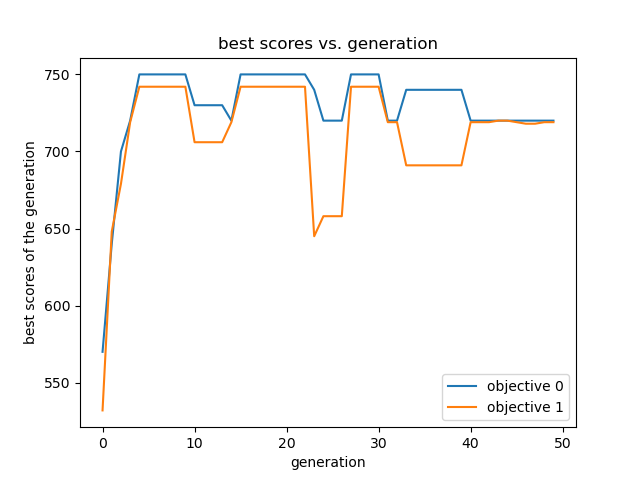 best scores vs. generation
best scores of the generation
750
700
650
600
550
0 10 20 30 40 50
generation
objective 0
objective 1